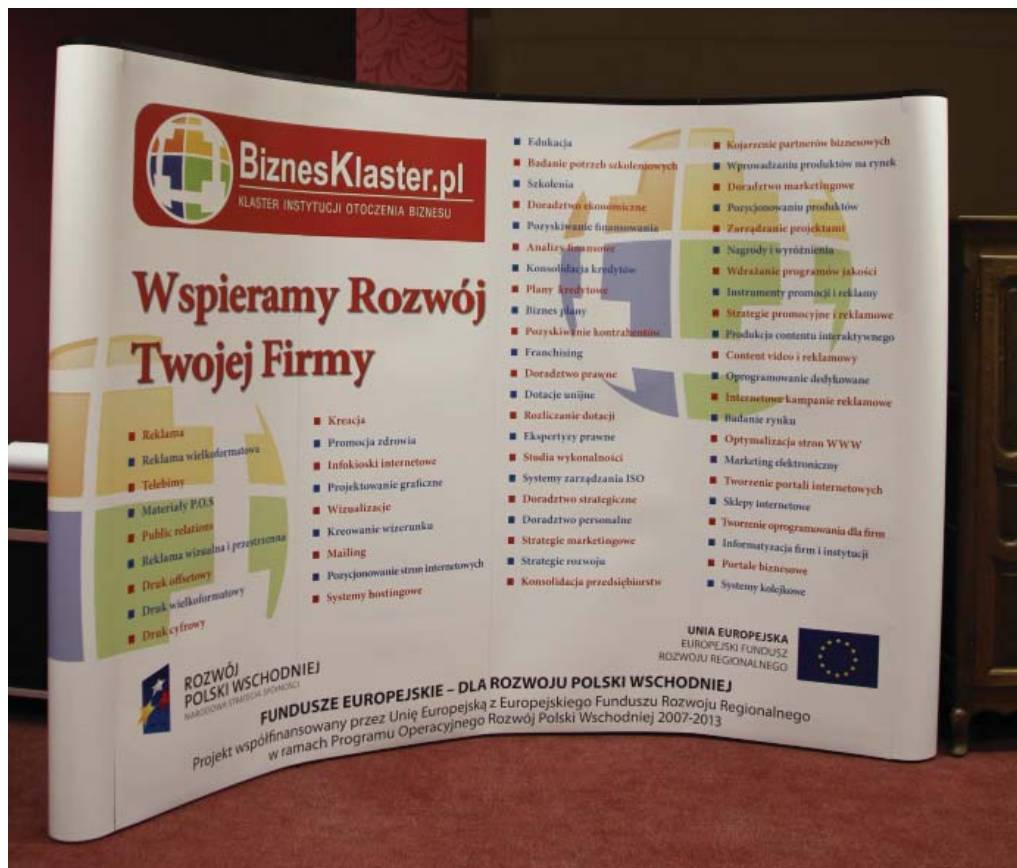 BiznesKlaster.pl
KLASTER INSTYTUCJI OTOCZENIA BIZNESU
Wspieramy Rozwój
Twojej Firmy
Reklama
Reklama wielkoformatowa
Telebimy
Materiały P.O.S
Public relations
Reklama wizualna i przestrzenna
Druk offsetowy
Druk wielkoformatowy
Druk cyfrowy
Kreacja
Promocja zdrowia
Infokioski internetowe
Projektowanie graficzne
Wizualizacje
Kreowanie wizerunku
Mailing
Pozycjonowanie stron internetowych
Systemy hostingowe
Edukacja
Badanie potrzeb szkoleniowych
Szkolenia
Doradztwo ekonomiczne
Pozyskiwanie finansowania
Analizy finansowe
Konsolidacja kredytów
Plany kredytowe
Biznes plany
Pozyskiwanie kontrahentów
Franchising
Doradztwo prawne
Dotacje unijne
Rozliczanie dotacji
Ekspertyzy prawne
Studia wykonalności
Systemy zarządzania ISO
Doradztwo strategiczne
Doradztwo personalne
Strategie marketingowe
Strategie rozwoju
Konsolidacja przedsiębiorstw
Kojarzenie partnerów biznesowych
Wprowadzaniu produktów na rynek
Doradztwo marketingowe
Pozycjonowaniu produktów
Zarządzanie projektami
Nagrody i wyróżnienia
Wdrażanie programów jakości
Instrumenty promocji i reklamy
Strategie promocyjne i reklamowe
Produkcja contentu interaktywnego
Content video i reklamowy
Oprogramowanie dedykowane
Internetowe kampanie reklamowe
Badanie rynku
Optymalizacja stron WWW
Marketing elektroniczny
Tworzenie portali internetowych
Sklepy internetowe
Tworzenie oprogramowania dla firm
Informatyzacja firm i instytucji
Portale biznesowe
Systemy kolejkowe
ROZWÓJ
POLSKI WSCHODNIEJ
NARODOWA STRATEGIA SPÓJNOŚCI
UNIA EUROPEJSKA
EUROPEJSKI FUNDUSZ
ROZWOJU REGIONALNEGO
FUNDUSZE EUROPEJSKIE – DLA ROZWOJU POLSKI WSCHODNIEJ
Projekt współfinansowany przez Unię Europejską z Europejskiego Funduszu Rozwoju Regionalnego
w ramach Programu Operacyjnego Rozwój Polski Wschodniej 2007-2013